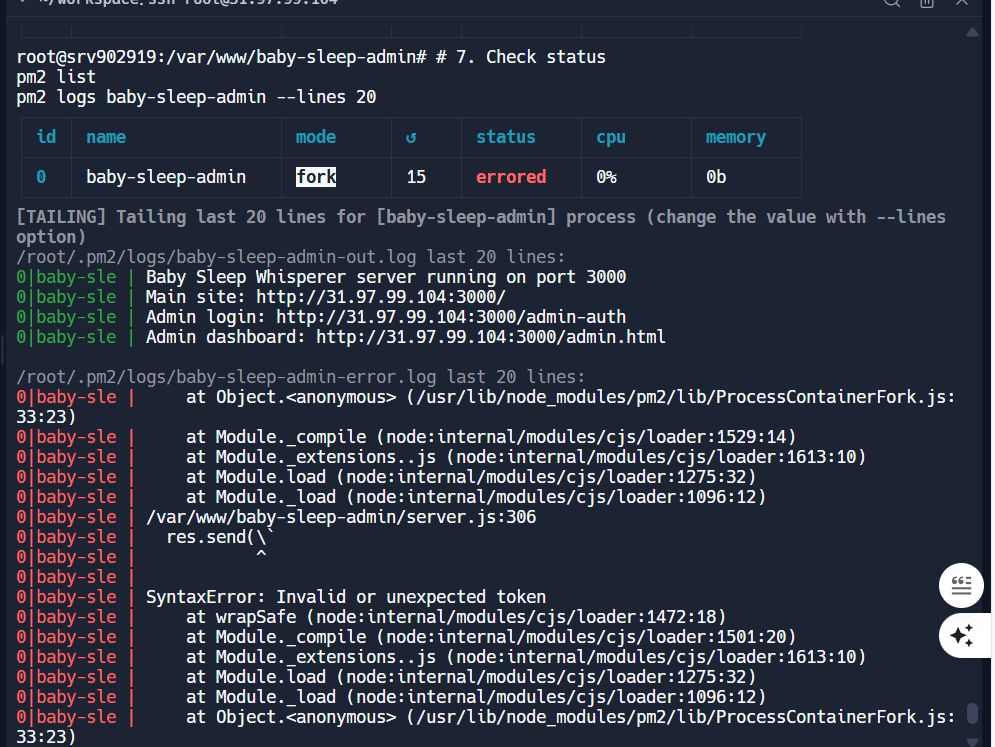 ~/workspace: ssh root@31.97.99.104
root@srv902919:/var/www/baby-sleep-admin# # 7. Check status
pm2 list
pm2 logs baby-sleep-admin --lines 20
id name mode ↺ status cpu memory
0 baby-sleep-admin fork 15 errored 0% 0b
[TAILING] Tailing last 20 lines for [baby-sleep-admin] process (change the value with --lines
option)
/root/.pm2/logs/baby-sleep-admin-out.log last 20 lines:
0|baby-sle | Baby Sleep Whisperer server running on port 3000
0|baby-sle | Main site: http://31.97.99.104:3000/
0|baby-sle | Admin login: http://31.97.99.104:3000/admin-auth
0|baby-sle | Admin dashboard: http://31.97.99.104:3000/admin.html
/root/.pm2/logs/baby-sleep-admin-error.log last 20 lines:
0|baby-sle |     at Object.<anonymous> (/usr/lib/node_modules/pm2/lib/ProcessContainerFork.js:
33:23)
0|baby-sle |     at Module._compile (node:internal/modules/cjs/loader:1529:14)
0|baby-sle |     at Module._extensions..js (node:internal/modules/cjs/loader:1613:10)
0|baby-sle |     at Module.load (node:internal/modules/cjs/loader:1275:32)
0|baby-sle |     at Module._load (node:internal/modules/cjs/loader:1096:12)
0|baby-sle | /var/www/baby-sleep-admin/server.js:306
0|baby-sle |   res.send(\`
0|baby-sle |            ^
0|baby-sle |
0|baby-sle | SyntaxError: Invalid or unexpected token
0|baby-sle |     at wrapSafe (node:internal/modules/cjs/loader:1472:18)
0|baby-sle |     at Module._compile (node:internal/modules/cjs/loader:1501:20)
0|baby-sle |     at Module._extensions..js (node:internal/modules/cjs/loader:1613:10)
0|baby-sle |     at Module.load (node:internal/modules/cjs/loader:1275:32)
0|baby-sle |     at Module._load (node:internal/modules/cjs/loader:1096:12)
0|baby-sle |     at Object.<anonymous> (/usr/lib/node_modules/pm2/lib/ProcessContainerFork.js:
33:23)